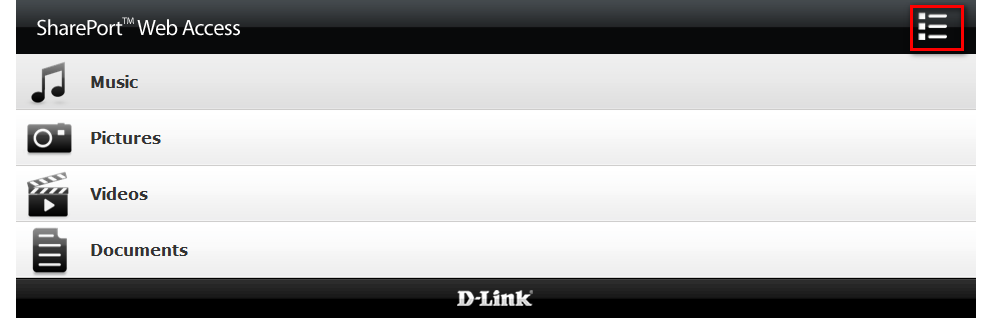 SharePort™ Web Access
Music
Pictures
Videos
Documents
D-Link®